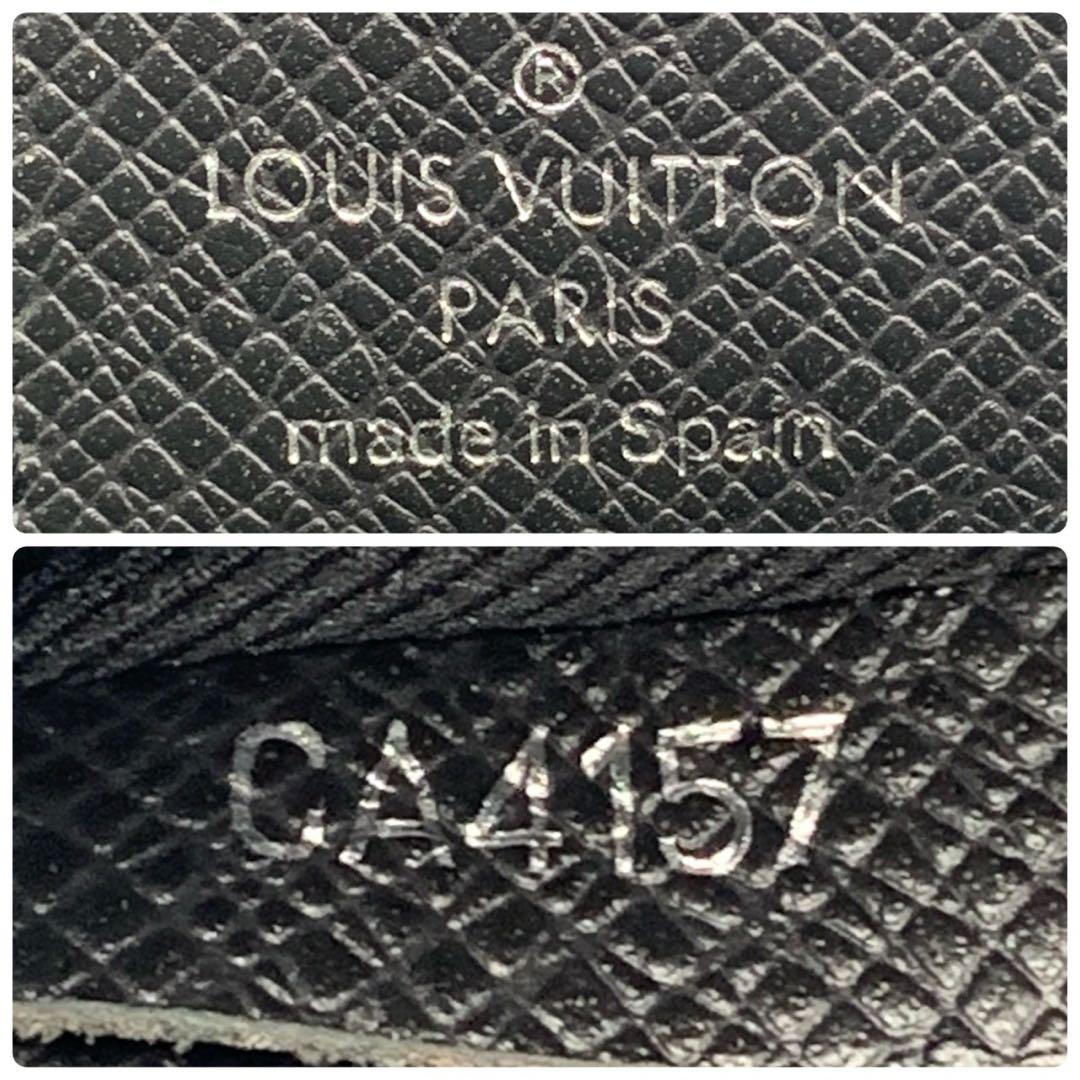 ®
LOUIS VUITTON
PARIS
made in Spain
CA4157